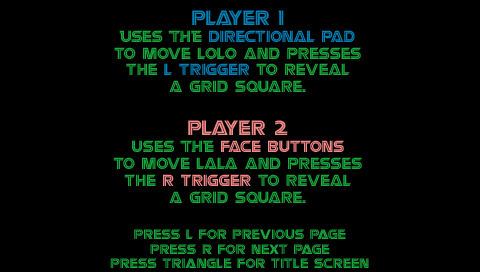 PLAYER 1
USES THE DIRECTIONAL PAD
TO MOVE LOLO AND PRESSES
THE L TRIGGER TO REVEAL
A GRID SQUARE.
PLAYER 2
USES THE FACE BUTTONS
TO MOVE LALA AND PRESSES
THE R TRIGGER TO REVEAL
A GRID SQUARE.
PRESS L FOR PREVIOUS PAGE
PRESS R FOR NEXT PAGE
PRESS TRIANGLE FOR TITLE SCREEN